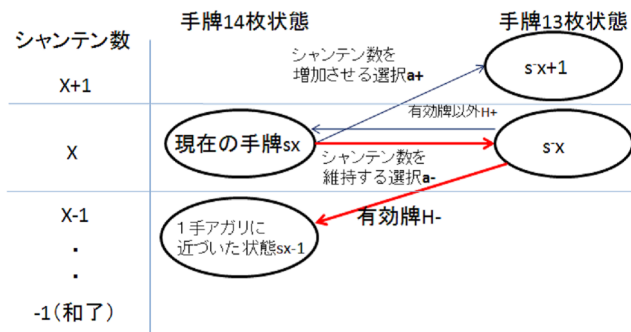 手牌14枚状態
手牌13枚状態
シャンテン数
シャンテン数を
増加させる選択a+
s-x+1
X+1
有効牌以外H+
現在の手牌sx
s-x
X
シャンテン数を
維持する選択a-
X-1
有効牌H-
1手アガリに
近づいた状態sx-1
・
・
-1(和了)